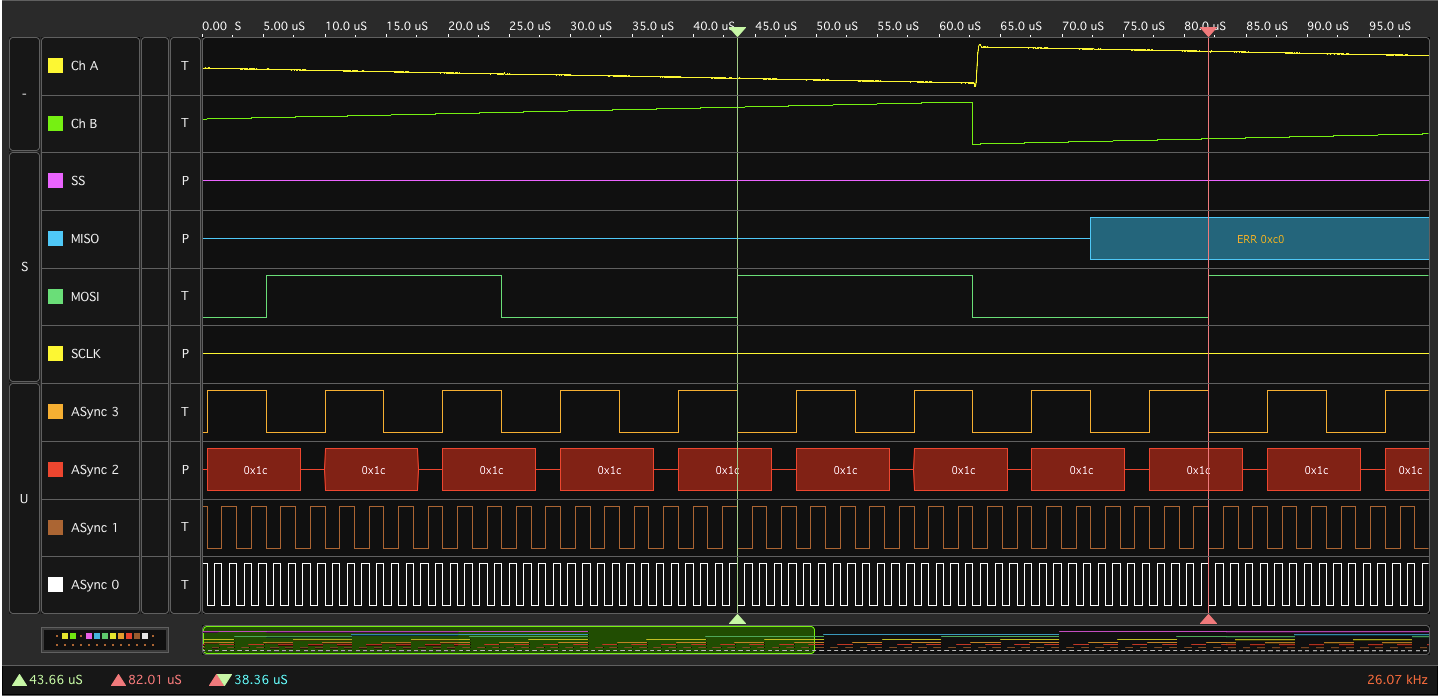 0.00 S 5.00 uS 10.0 uS 15.0 uS 20.0 uS 25.0 uS 30.0 uS 35.0 uS 40.0 uS 45.0 uS 50.0 uS 55.0 uS 60.0 uS 65.0 uS 70.0 uS 75.0 uS 80.0 uS 85.0 uS 90.0 uS 95.0 uS
-
Ch A T
Ch B T
S
SS P
MISO P ERR 0xc0
MOSI T
SCLK P
U
ASync 3 T
ASync 2 P 0x1c 0x1c 0x1c 0x1c 0x1c 0x1c 0x1c 0x1c 0x1c 0x1c 0x1c
ASync 1 T
ASync 0 T
43.66 uS 82.01 uS 38.36 uS 26.07 kHz